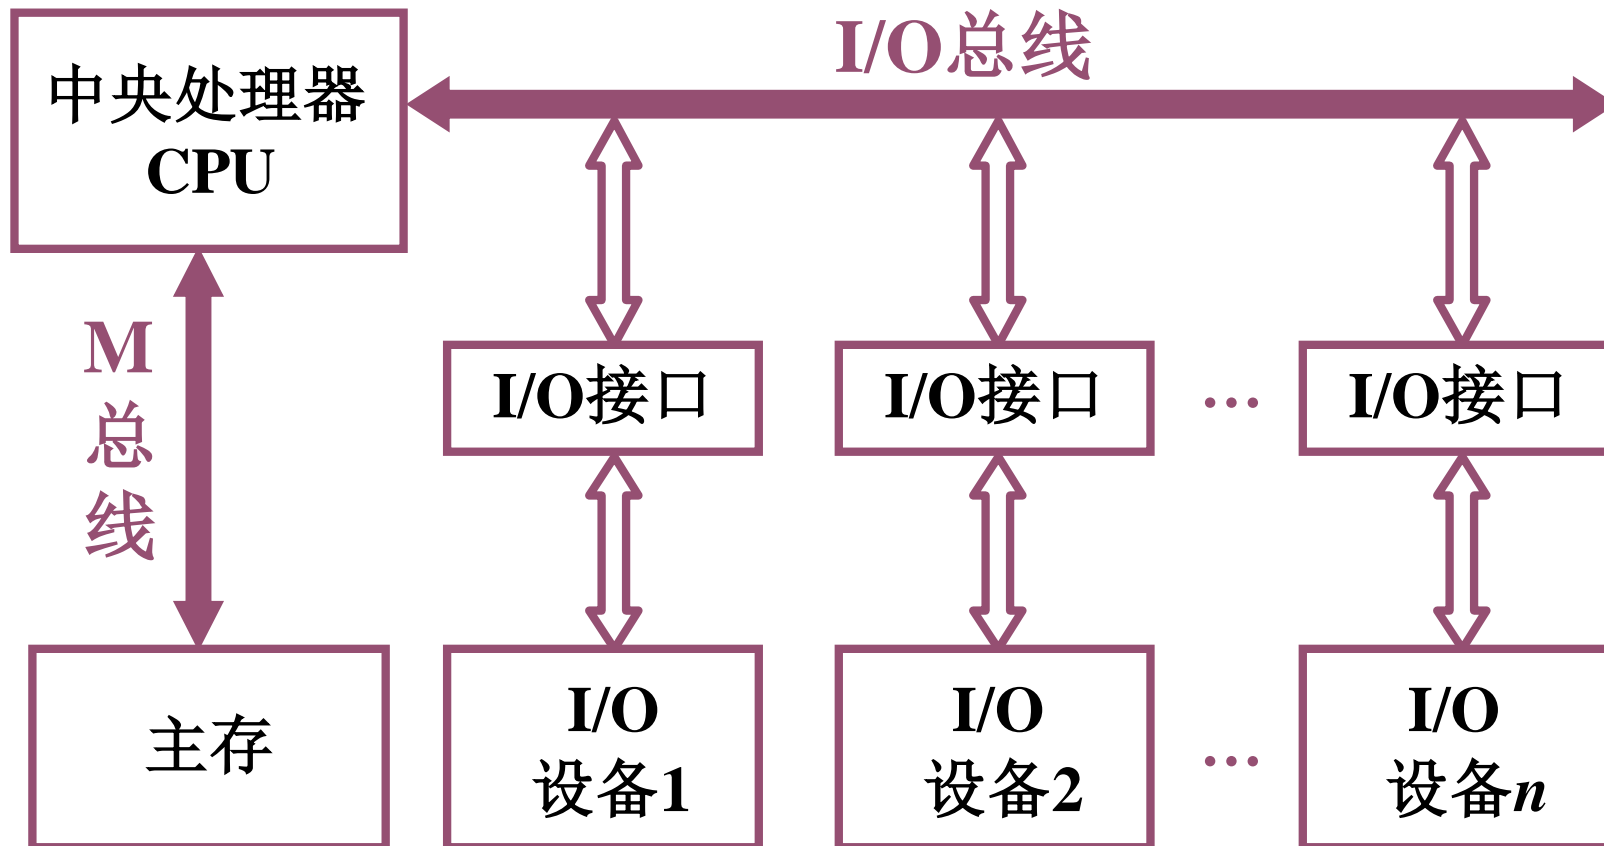 中央处理器
CPU
I/O总线
M
总
线
I/O接口
I/O接口
…
I/O接口
主存
I/O
设备1
I/O
设备2
…
I/O
设备n